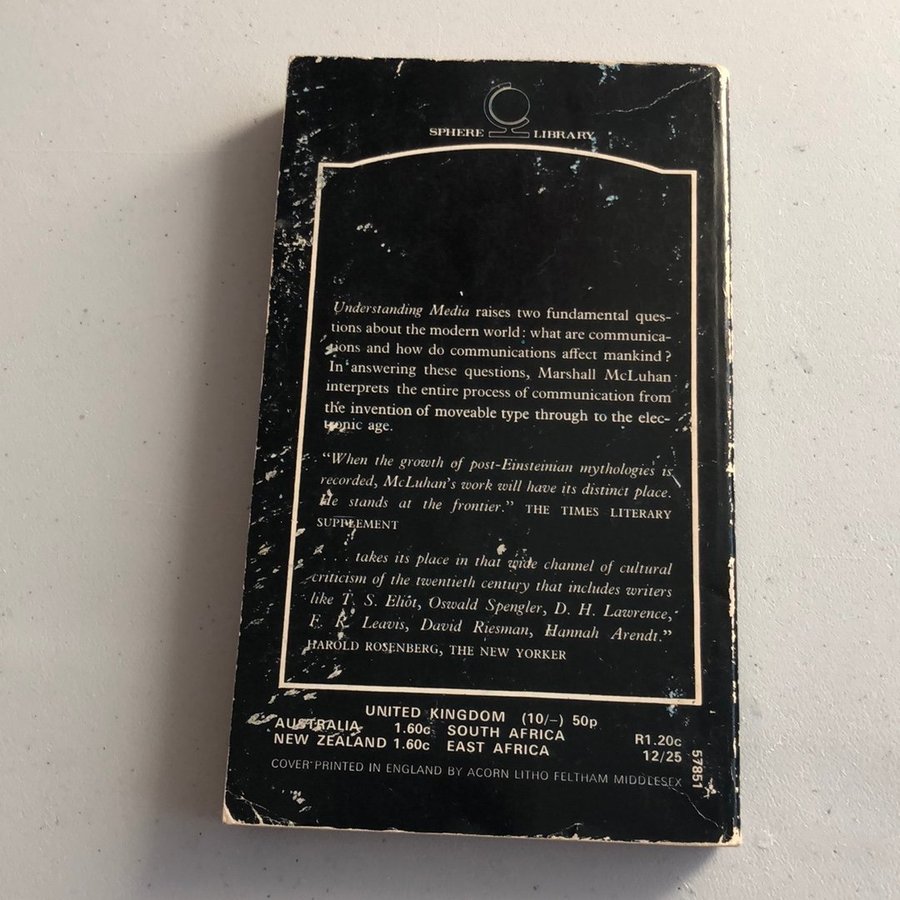 SPHERE LIBRARY
Understanding Media raises two fundamental ques-
tions about the modern world: what are communica-
tions and how do communications affect mankind?
In answering these questions, Marshall McLuhan
interprets the entire process of communication from
the invention of moveable type through to the elec-
tronic age.
"When the growth of post-Einsteinian mythologies is
recorded, McLuhan's work will have its distinct place.
He stands at the frontier." THE TIMES LITERARY
SUPPLEMENT
. . . . takes its place in that wide channel of cultural
criticism of the twentieth century that includes writers
like T. S. Eliot, Oswald Spengler, D. H. Lawrence,
F. R. Leavis, David Riesman, Hannah Arendt."
HAROLD ROSENBERG, THE NEW YORKER
UNITED KINGDOM (10/–) 50p
AUSTRALIA 1.60c SOUTH AFRICA R1.20c
NEW ZEALAND 1.60c EAST AFRICA 12/25
COVER PRINTED IN ENGLAND BY ACORN LITHO FELTHAM MIDDLESEX
57851